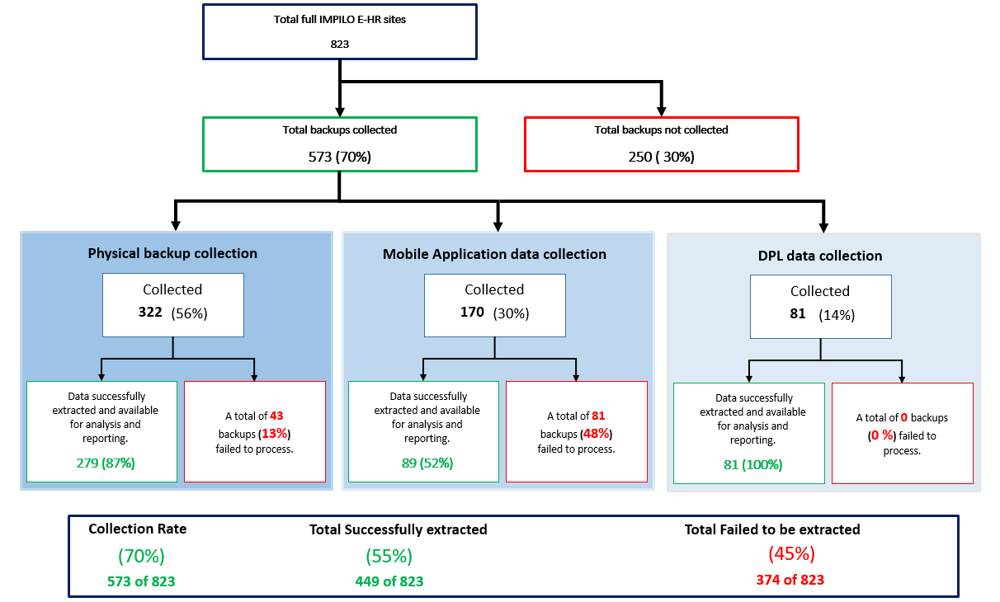 Total full IMPILO E-HR sites
823
Total backups collected
573 (70%)
Total backups not collected
250 ( 30%)
Physical backup collection
Collected
322 (56%)
Data successfully
extracted and available
for analysis and
reporting.
279 (87%)
A total of 43
backups (13%)
failed to process.
Mobile Application data collection
Collected
170 (30%)
Data successfully
extracted and available
for analysis and
reporting.
89 (52%)
A total of 81
backups (48%)
failed to process.
DPL data collection
Collected
81 (14%)
Data successfully
extracted and available
for analysis and
reporting.
81 (100%)
A total of 0 backups
(0 %) failed to
process.
Collection Rate
(70%)
573 of 823
Total Successfully extracted
(55%)
449 of 823
Total Failed to be extracted
(45%)
374 of 823